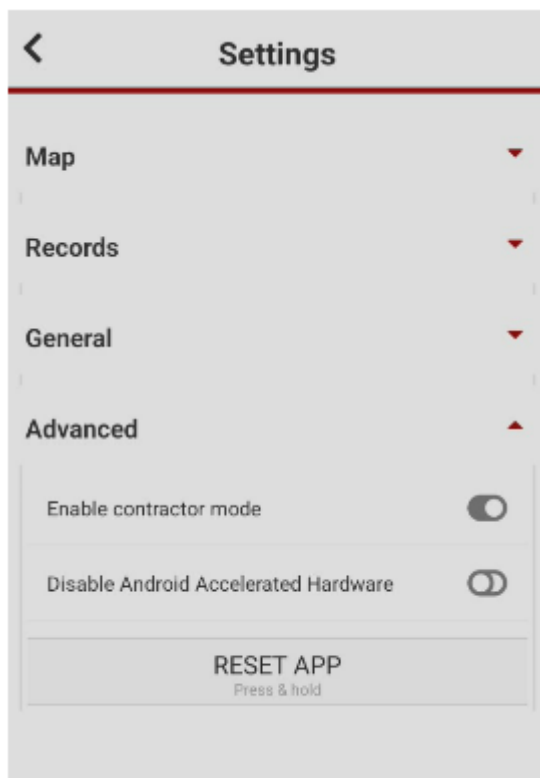 Settings
Map
Records
General
Advanced
Enable contractor mode
Disable Android Accelerated Hardware
RESET APP
Press & hold